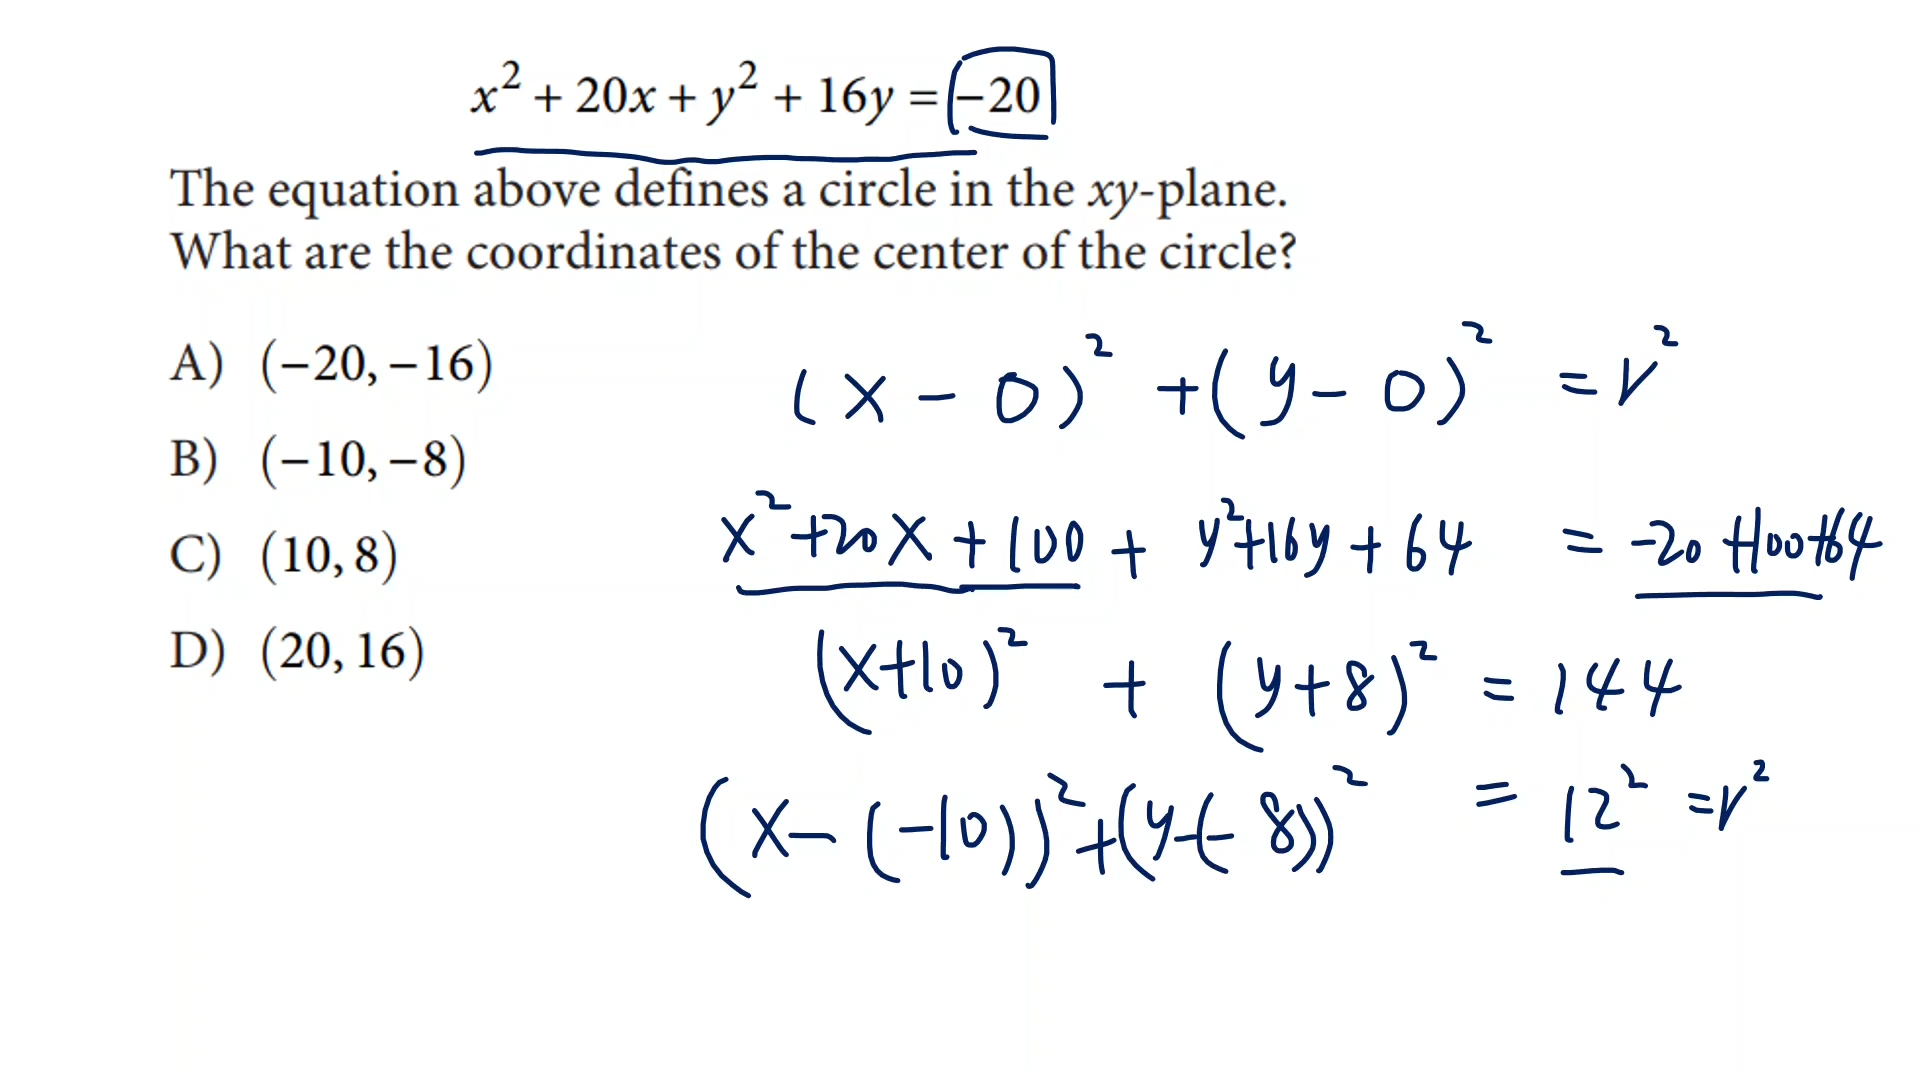 x² + 20x + y² + 16y = −20
The equation above defines a circle in the xy-plane.
What are the coordinates of the center of the circle?
A) (−20, −16)
B) (−10, −8)
C) (10, 8)
D) (20, 16)
(x − 0)² + (y − 0)² = r²
x² + 20x + 100 + y² + 16y + 64 = −20 + 100 + 64
(x + 10)² + (y + 8)² = 144
(x − (−10))² + (y − (−8))² = 12² = r²